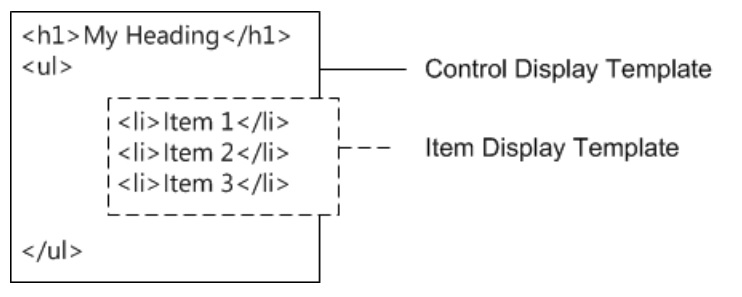 <h1>My Heading</h1>
<ul>
Control Display Template
<li>Item 1</li>
<li>Item 2</li>
Item Display Template
<li>Item 3</li>
</ul>